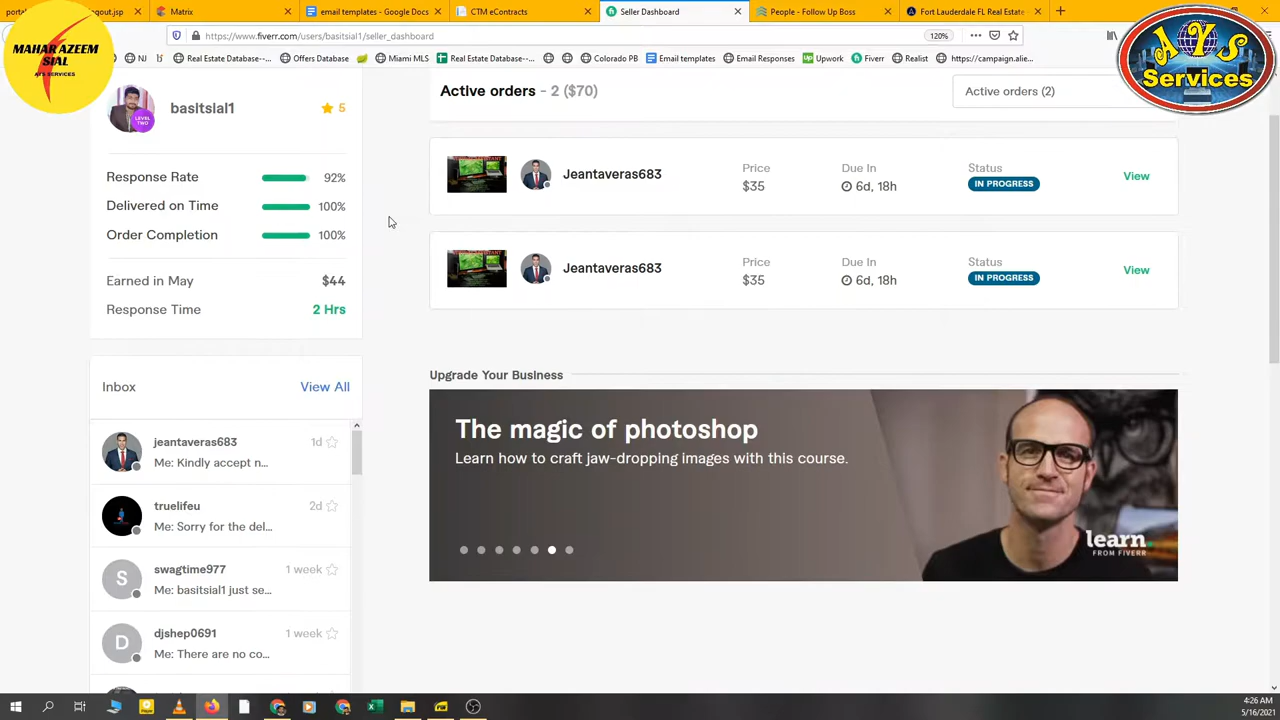 ogout.jsp
Matrix
email templates - Google Docs
CTM eContracts
Seller Dashboard
People - Follow Up Boss
Fort Lauderdale FL Real Estate
https://www.fiverr.com/users/basitsial1/seller_dashboard
120%
NJ
Real Estate Database--...
Offers Database
Miami MLS
Real Estate Database--...
Colorado PB
Email templates
Email Responses
Upwork
Fiverr
Realist
https://campaign.alie...
MAHAR AZEEM
SIAL
AYS SERVICES
AYS
Services
basitsial1
5
LEVEL
TWO
Response Rate 92%
Delivered on Time 100%
Order Completion 100%
Earned in May $44
Response Time 2 Hrs
Inbox View All
jeantaveras683 1d
Me: Kindly accept n...
truelifeu 2d
Me: Sorry for the del...
S
swagtime977 1 week
Me: basitsial1 just se...
D
djshep0691 1 week
Me: There are no co...
Active orders - 2 ($70)
Active orders (2)
Jeantaveras683
Price
$35
Due In
6d, 18h
Status
IN PROGRESS
View
Jeantaveras683
Price
$35
Due In
6d, 18h
Status
IN PROGRESS
View
Upgrade Your Business
The magic of photoshop
Learn how to craft jaw-dropping images with this course.
learn.
FROM FIVERR
4:26 AM
5/16/2021